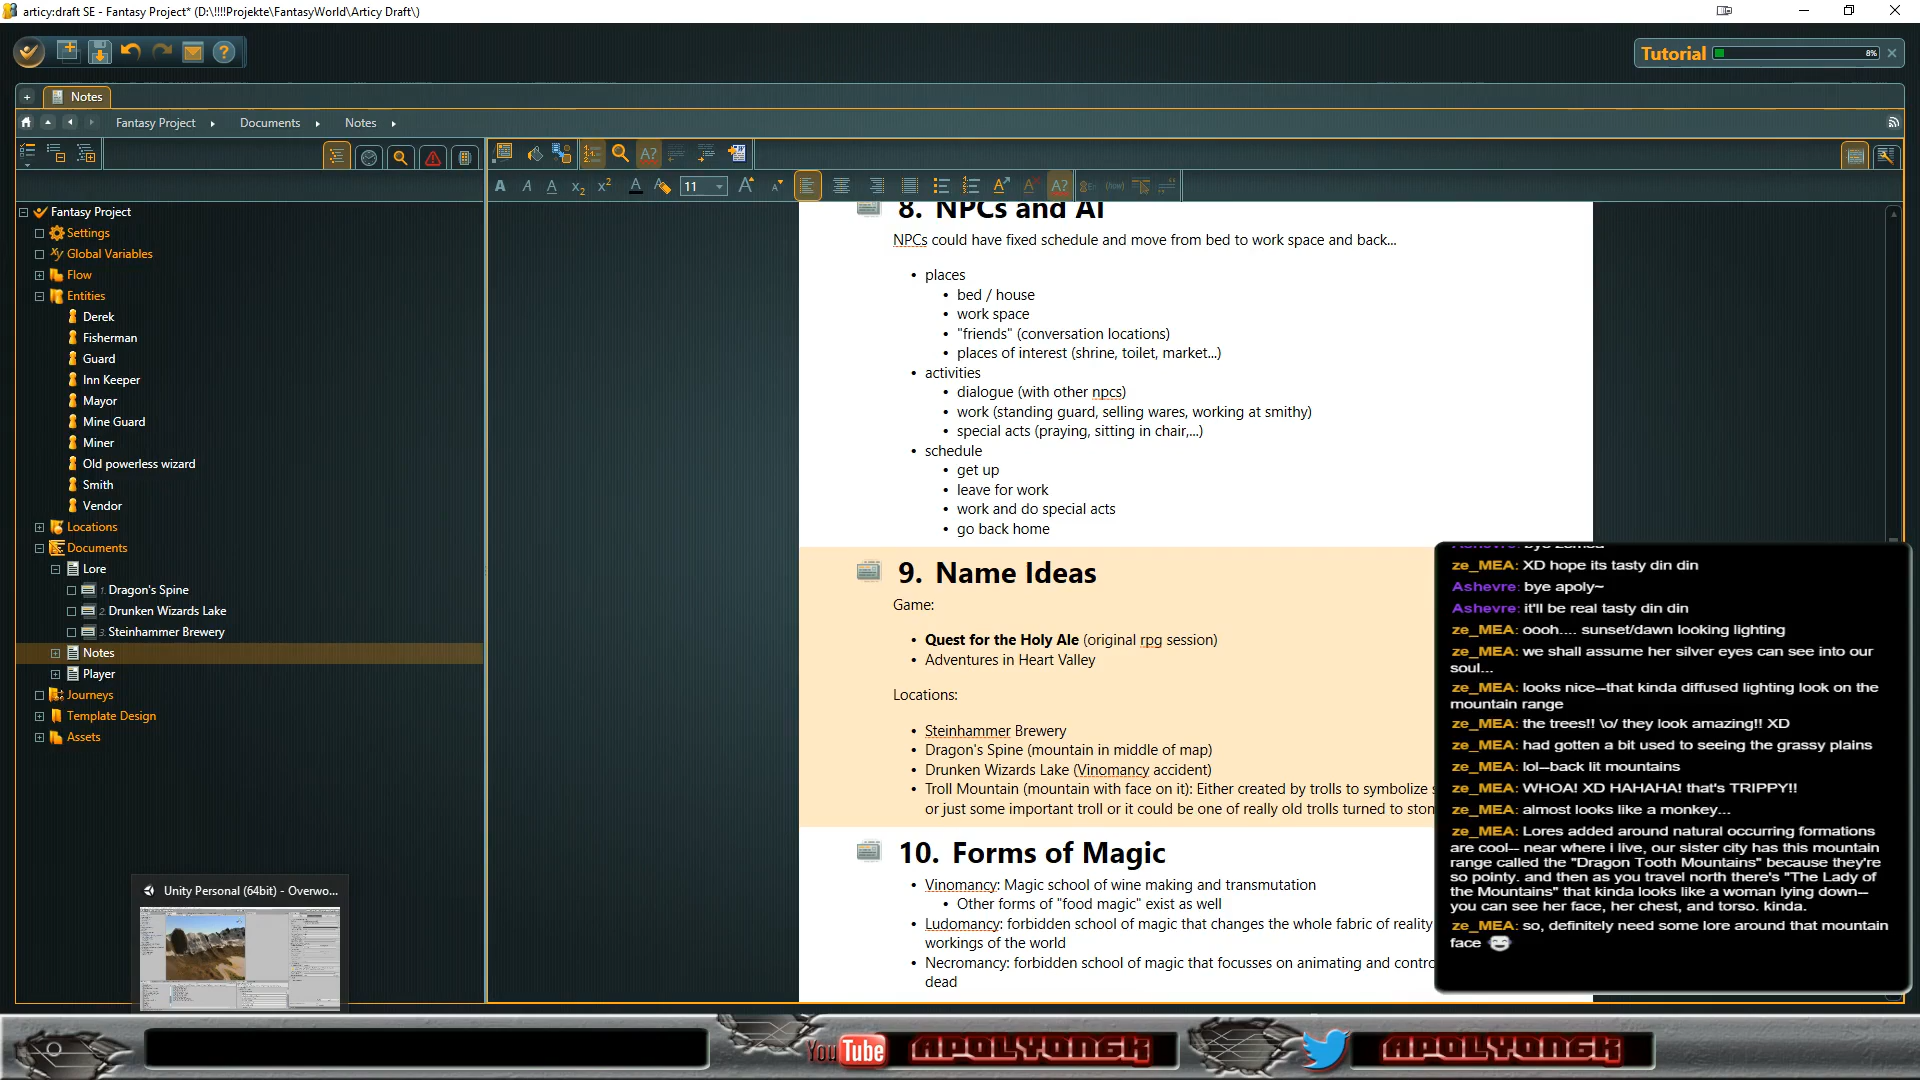 articy:draft SE - Fantasy Project* (D:\!!!!Projekte\FantasyWorld\Articy Draft\)
Tutorial 8%
Notes
Fantasy Project Documents Notes
11
Fantasy Project
Settings
Global Variables
Flow
Entities
Derek
Fisherman
Guard
Inn Keeper
Mayor
Mine Guard
Miner
Old powerless wizard
Smith
Vendor
Locations
Documents
Lore
1. Dragon's Spine
2. Drunken Wizards Lake
3. Steinhammer Brewery
Notes
Player
Journeys
Template Design
Assets
Unity Personal (64bit) - Overwo...
8. NPCs and AI
NPCs could have fixed schedule and move from bed to work space and back...
• places
• bed / house
• work space
• "friends" (conversation locations)
• places of interest (shrine, toilet, market...)
• activities
• dialogue (with other npcs)
• work (standing guard, selling wares, working at smithy)
• special acts (praying, sitting in chair,...)
• schedule
• get up
• leave for work
• work and do special acts
• go back home
9. Name Ideas
Game:
• Quest for the Holy Ale (original rpg session)
• Adventures in Heart Valley
Locations:
• Steinhammer Brewery
• Dragon's Spine (mountain in middle of map)
• Drunken Wizards Lake (Vinomancy accident)
• Troll Mountain (mountain with face on it): Either created by trolls to symbolize
or just some important troll or it could be one of really old trolls turned to
10. Forms of Magic
• Vinomancy: Magic school of wine making and transmutation
• Other forms of "food magic" exist as well
• Ludomancy: forbidden school of magic that changes the whole fabric of reality
workings of the world
• Necromancy: forbidden school of magic that focusses on animating and
dead
ze_MEA: XD hope its tasty din din
Ashevre: bye apoly~
Ashevre: it'll be real tasty din din
ze_MEA: oooh.... sunset/dawn looking lighting
ze_MEA: we shall assume her silver eyes can see into our
soul...
ze_MEA: looks nice--that kinda diffused lighting look on the
mountain range
ze_MEA: the trees!! \o/ they look amazing!! XD
ze_MEA: had gotten a bit used to seeing the grassy plains
ze_MEA: lol--back lit mountains
ze_MEA: WHOA! XD HAHAHA! that's TRIPPY!!
ze_MEA: almost looks like a monkey...
ze_MEA: Lores added around natural occurring formations
are cool-- near where i live, our sister city has this mountain
range called the "Dragon Tooth Mountains" because they're
so pointy. and then as you travel north there's "The Lady of
the Mountains" that kinda looks like a woman lying down--
you can see her face, her chest, and torso. kinda.
ze_MEA: so, definitely need some lore around that mountain
face
YouTube APOLYONGK APOLYONGK